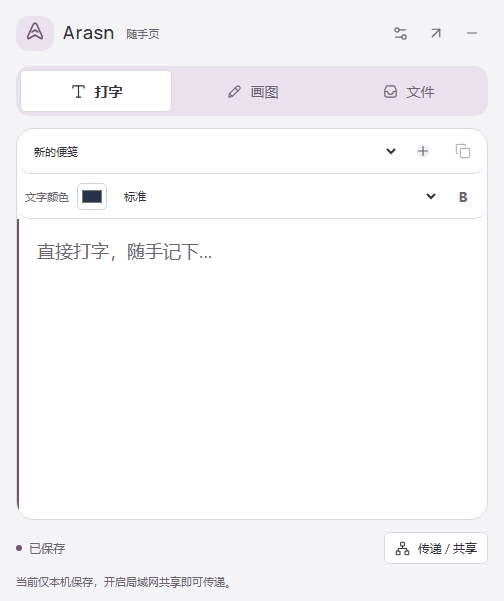 Arasn 随手页
打字 画图 文件
新的便笺
文字颜色 标准 B
直接打字，随手记下...
已保存 传递 / 共享
当前仅本机保存，开启局域网共享即可传递。